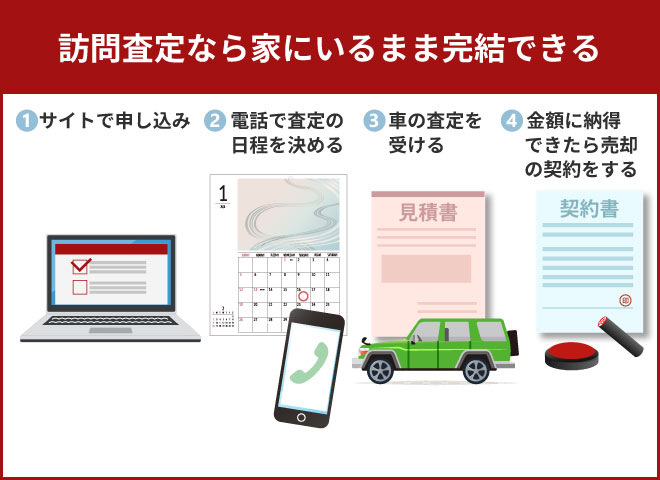 訪問査定なら家にいるまま完結できる
1 サイトで申し込み
2 電話で査定の
日程を決める
3 車の査定を
受ける
4 金額に納得
できたら売却
の契約をする
1
見積書
契約書
印